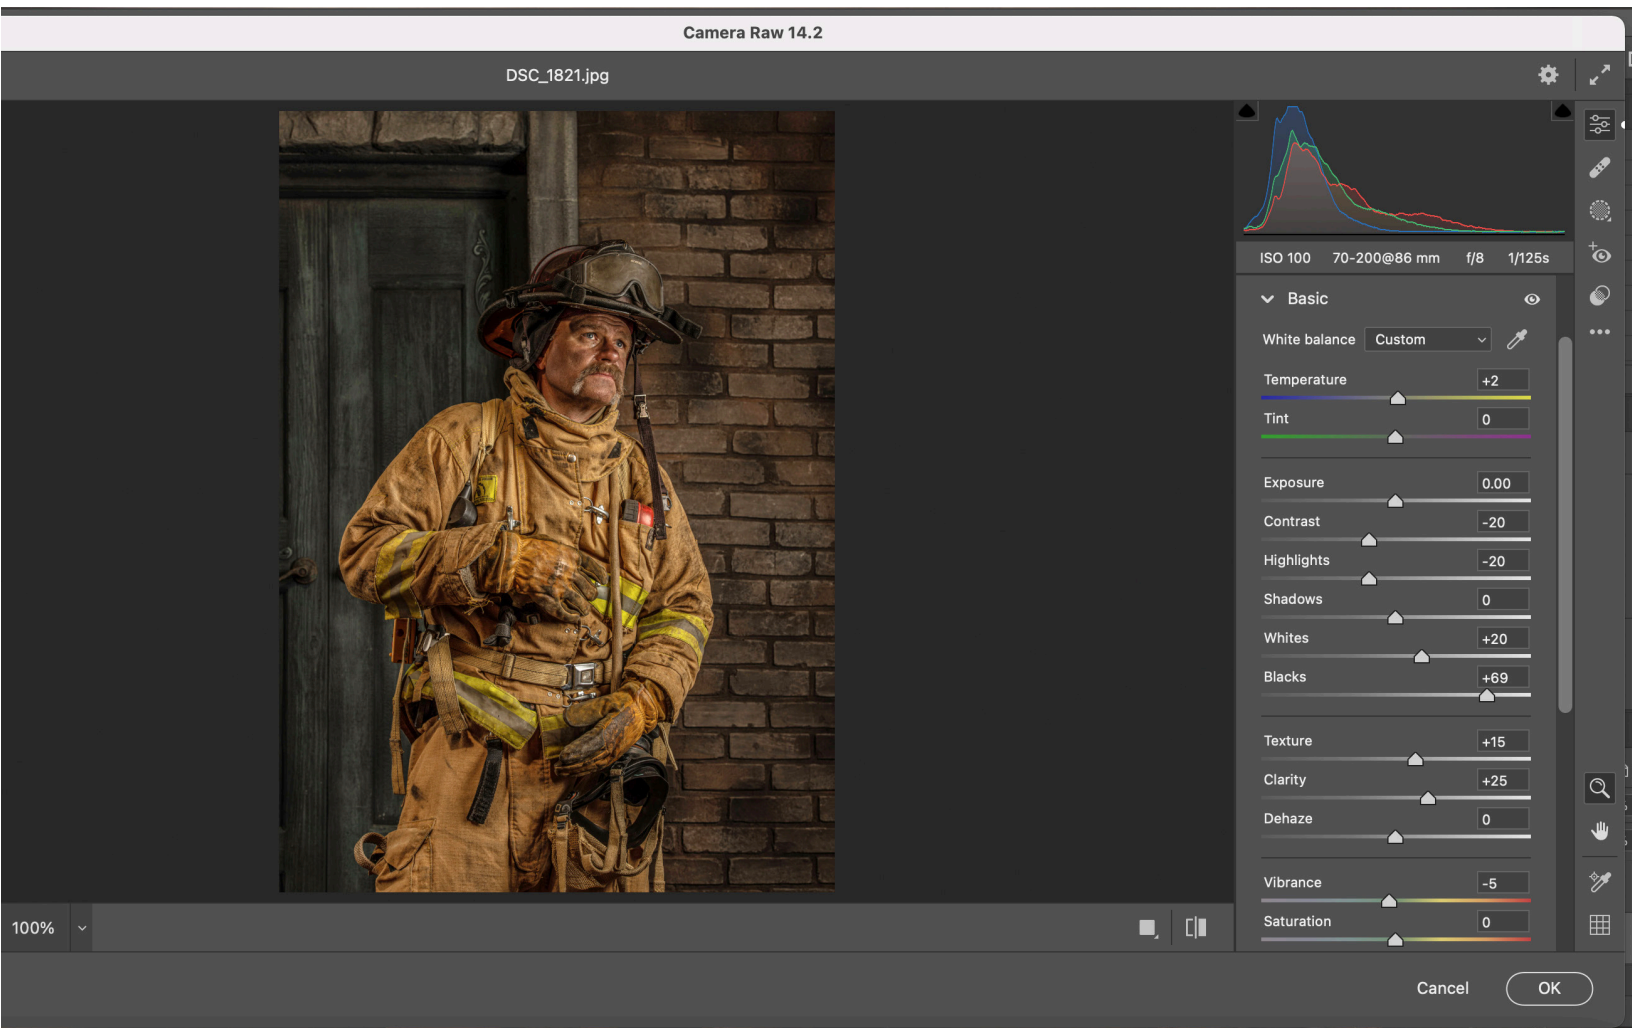 Camera Raw 14.2
DSC_1821.jpg
ISO 100 70-200@86 mm f/8 1/125s
Basic
White balance Custom
Temperature +2
Tint 0
Exposure 0.00
Contrast -20
Highlights -20
Shadows 0
Whites +20
Blacks +69
Texture +15
Clarity +25
Dehaze 0
Vibrance -5
Saturation 0
100%
Cancel OK